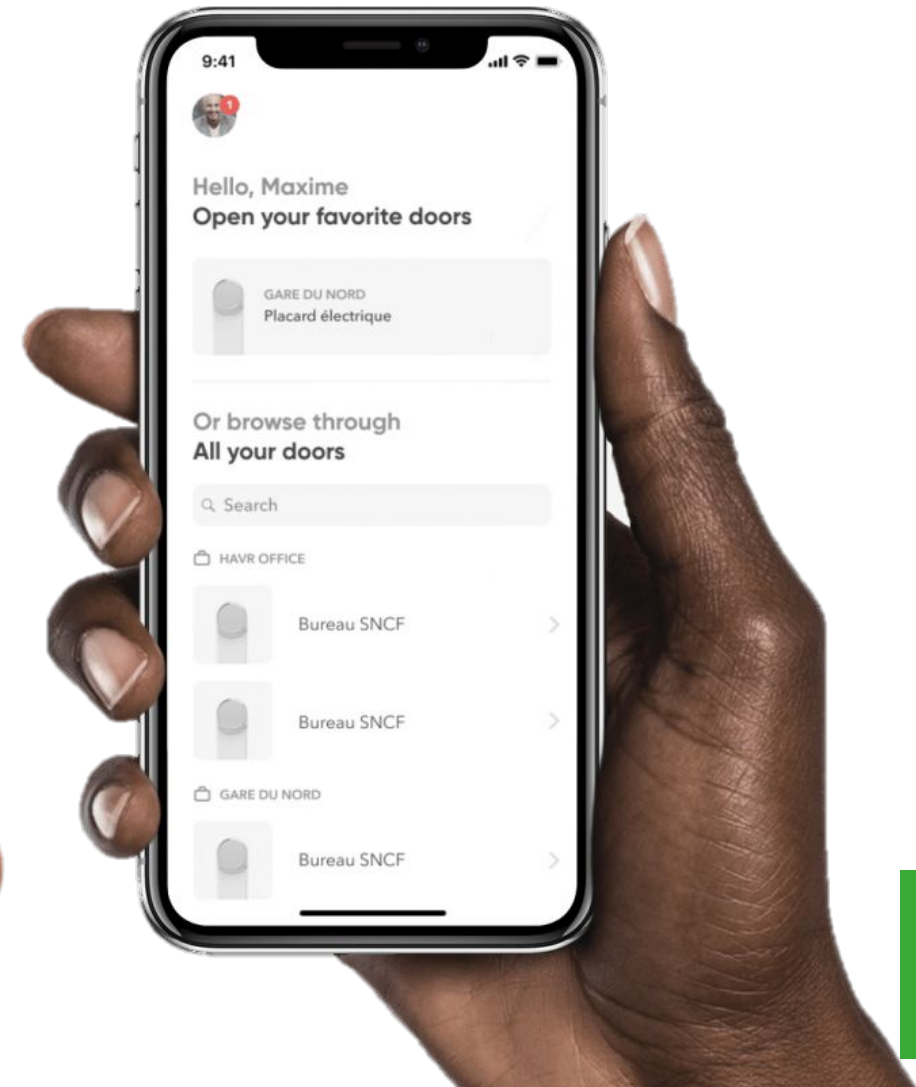 9:41
1
Hello, Maxime
Open your favorite doors
GARE DU NORD
Placard électrique
Or browse through
All your doors
Search
HAVR OFFICE
Bureau SNCF
Bureau SNCF
GARE DU NORD
Bureau SNCF